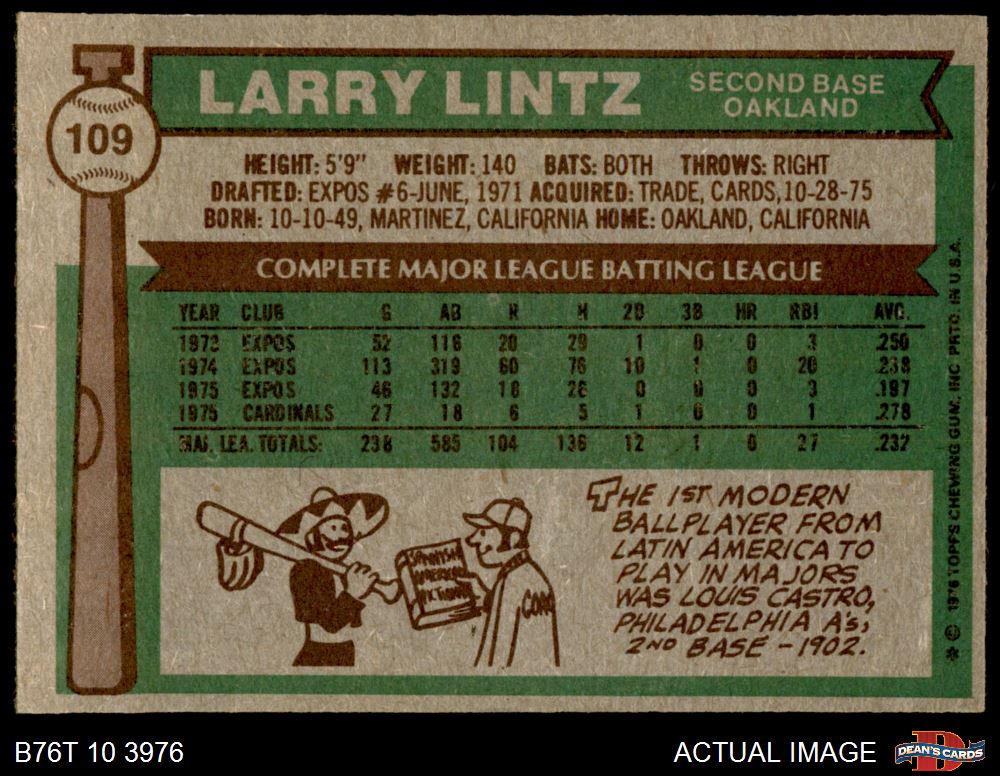 LARRY LINTZ
SECOND BASE
OAKLAND
109
HEIGHT: 5'9" WEIGHT: 140 BATS: BOTH THROWS: RIGHT
DRAFTED: EXPOS #6-JUNE, 1971 ACQUIRED: TRADE, CARDS, 10-28-75
BORN: 10-10-49, MARTINEZ, CALIFORNIA HOME: OAKLAND, CALIFORNIA
COMPLETE MAJOR LEAGUE BATTING LEAGUE
YEAR CLUB G AB R H 2B 3B HR RBI AVG.
1973 EXPOS 52 116 20 29 1 0 0 3 .250
1974 EXPOS 113 319 60 76 10 1 0 20 .238
1975 EXPOS 46 132 18 26 0 0 0 3 .197
1975 CARDINALS 27 18 6 5 1 0 0 1 .278
MAJ. LEA. TOTALS: 238 585 104 136 12 1 0 27 .232
THE 1ST MODERN
BALLPLAYER FROM
LATIN AMERICA TO
PLAY IN MAJORS
WAS LOUIS CASTRO,
PHILADELPHIA A's,
2ND BASE - 1902.
SPANISH
AMERICAN
* © 1976 TOPPS CHEWING GUM, INC. PRTD. IN U.S.A.
B76T 10 3976
ACTUAL IMAGE
DEAN'S CARDS